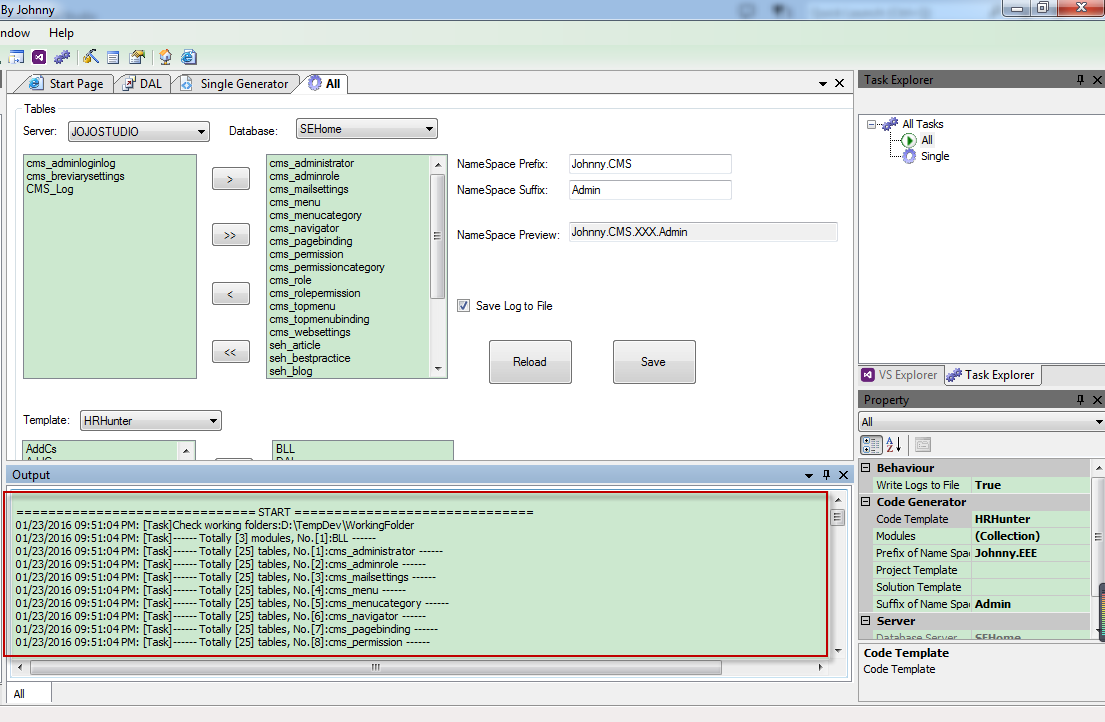 By Johnny
ndow Help
Start Page DAL Single Generator All
Tables
Server: JOJOSTUDIO Database: SEHome
cms_adminloginlog
cms_breviarysettings
CMS_Log
>
>>
<
<<
cms_administrator
cms_adminrole
cms_mailsettings
cms_menu
cms_menucategory
cms_navigator
cms_pagebinding
cms_permission
cms_permissioncategory
cms_role
cms_rolepermission
cms_topmenu
cms_topmenubinding
cms_websettings
seh_article
seh_bestpractice
seh_blog
NameSpace Prefix: Johnny.CMS
NameSpace Suffix: Admin
NameSpace Preview: Johnny.CMS.XXX.Admin
Save Log to File
Reload Save
Template: HRHunter
AddCs
BLL
Output
============================== START ==============================
01/23/2016 09:51:04 PM: [Task]Check working folders:D:\TempDev\WorkingFolder
01/23/2016 09:51:04 PM: [Task]------ Totally [3] modules, No.[1]:BLL ------
01/23/2016 09:51:04 PM: [Task]------ Totally [25] tables, No.[1]:cms_administrator ------
01/23/2016 09:51:04 PM: [Task]------ Totally [25] tables, No.[2]:cms_adminrole ------
01/23/2016 09:51:04 PM: [Task]------ Totally [25] tables, No.[3]:cms_mailsettings ------
01/23/2016 09:51:04 PM: [Task]------ Totally [25] tables, No.[4]:cms_menu ------
01/23/2016 09:51:04 PM: [Task]------ Totally [25] tables, No.[5]:cms_menucategory ------
01/23/2016 09:51:04 PM: [Task]------ Totally [25] tables, No.[6]:cms_navigator ------
01/23/2016 09:51:04 PM: [Task]------ Totally [25] tables, No.[7]:cms_pagebinding ------
01/23/2016 09:51:04 PM: [Task]------ Totally [25] tables, No.[8]:cms_permission ------
All
Task Explorer
All Tasks
All
Single
VS Explorer Task Explorer
Property
All
Behaviour
Write Logs to File True
Code Generator
Code Template HRHunter
Modules (Collection)
Prefix of Name Spac Johnny.EEE
Project Template
Solution Template
Suffix of Name Spac Admin
Server
Database Server SEHome
Code Template
Code Template